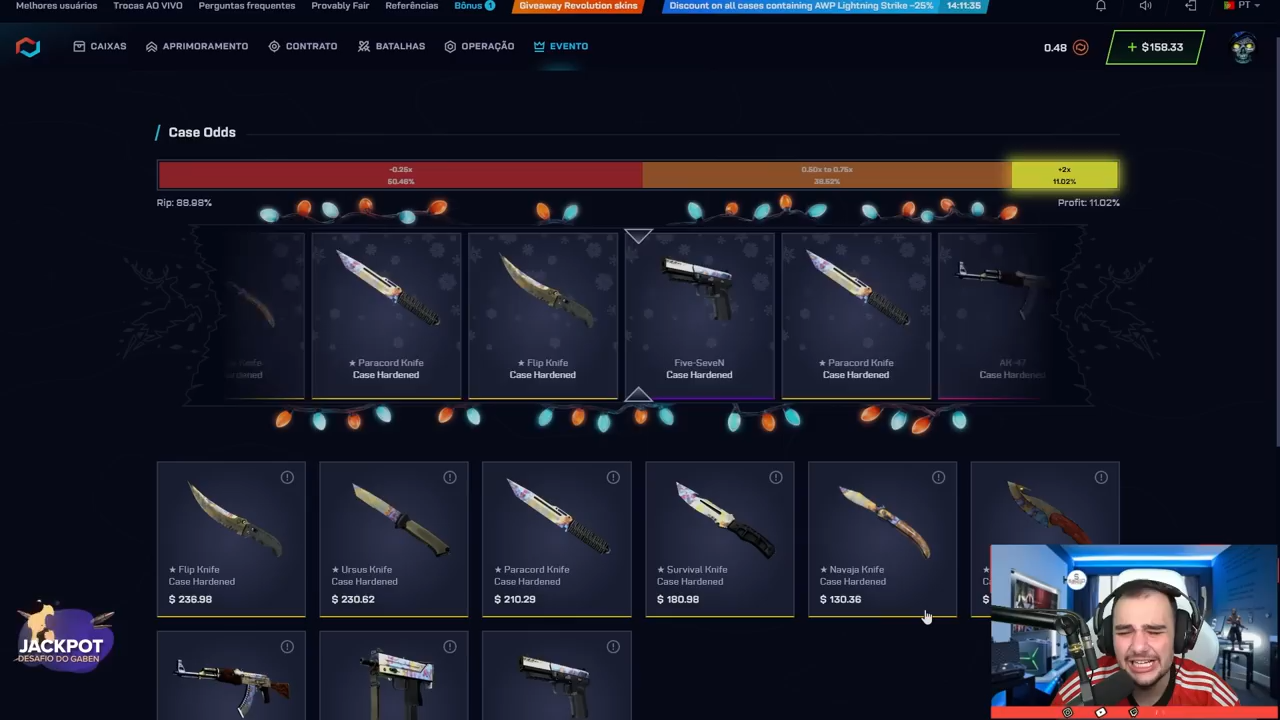 Melhores usuários Trocas AO VIVO Perguntas frequentes Provably Fair Referências Bônus 1 Giveaway Revolution skins Discount on all cases containing AWP Lightning Strike ~25% 14:11:35 PT
CAIXAS APRIMORAMENTO CONTRATO BATALHAS OPERAÇÃO EVENTO 0.48 + $158.33
Case Odds
-0.25x 0.50x to 0.75x +2x
50.46% 38.52% 11.02%
Rip: 88.98% Profit: 11.02%
★ Paracord Knife ★ Flip Knife Five-SeveN ★ Paracord Knife AK-47
Case Hardened Case Hardened Case Hardened Case Hardened Case Hardened
★ Flip Knife ★ Ursus Knife ★ Paracord Knife ★ Survival Knife ★ Navaja Knife ★
Case Hardened Case Hardened Case Hardened Case Hardened Case Hardened
$ 236.98 $ 230.62 $ 210.29 $ 180.98 $ 130.36 $
JACKPOT
DESAFIO DO GABEN